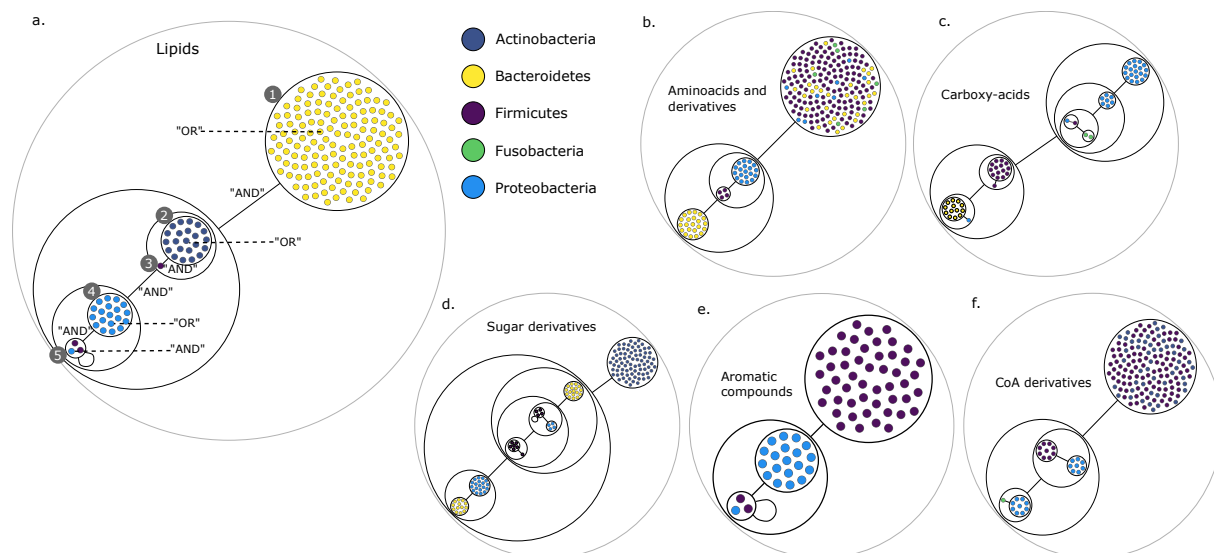 a.
Lipids
1
"OR"
"AND"
2
"OR"
3
"AND"
"AND"
4
"OR"
"AND"
"AND"
5
Actinobacteria
Bacteroidetes
Firmicutes
Fusobacteria
Proteobacteria
b.
Aminoacids and
derivatives
c.
Carboxy-acids
d.
Sugar derivatives
e.
Aromatic
compounds
f.
CoA derivatives